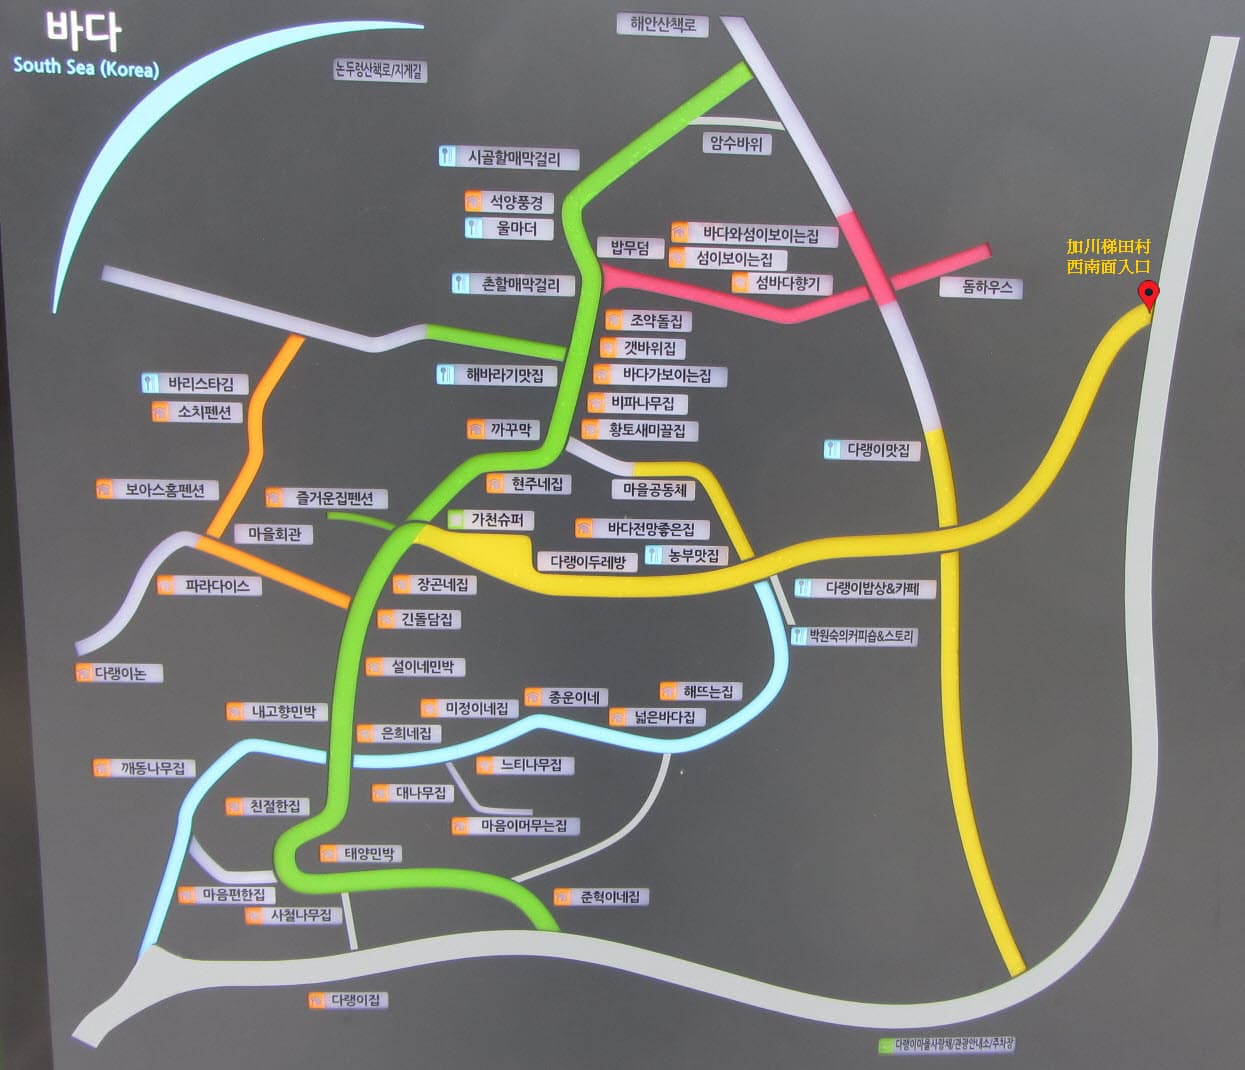 바다
South Sea (Korea)
논두렁산책로/지게길
해안산책로
암수바위
시골할매막걸리
석양풍경
울마더
밥무덤
바다와섬이보이는집
섬이보이는집
섬바다향기
돔하우스
加川梯田村
西南面入口
촌할매막걸리
조약돌집
갯바위집
해바라기맛집
바다가보이는집
바리스타김
소치펜션
비파나무집
까꾸막
황토새미끌집
다랭이맛집
보아스홈펜션
즐거운집펜션
현주네집
마을공동체
마을회관
가천슈퍼
바다전망좋은집
다랭이두레방
농부맛집
파라다이스
장곤네집
다랭이밥상&카페
긴돌담집
박원숙의커피숍&스토리
다랭이논
설이네민박
내고향민박
미정이네집
종운이네
해뜨는집
넓은바다집
은희네집
깨동나무집
느티나무집
친절한집
대나무집
마음이머무는집
태양민박
마음편한집
사철나무집
준혁이네집
다랭이집
다랭이마을사랑채/관광안내소/주차장